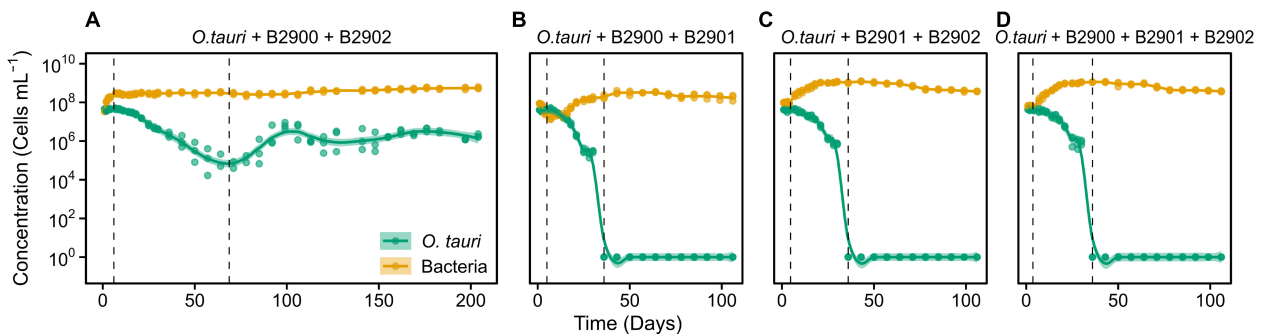 A
O.tauri + B2900 + B2902
B
O.tauri + B2900 + B2901
C
O.tauri + B2901 + B2902
D
O.tauri + B2900 + B2901 + B2902
Concentration (Cells mL⁻¹)
10¹⁰
10⁸
10⁶
10⁴
10²
10⁰
O. tauri
Bacteria
0 50 100 150 200
0 50 100
0 50 100
0 50 100
Time (Days)